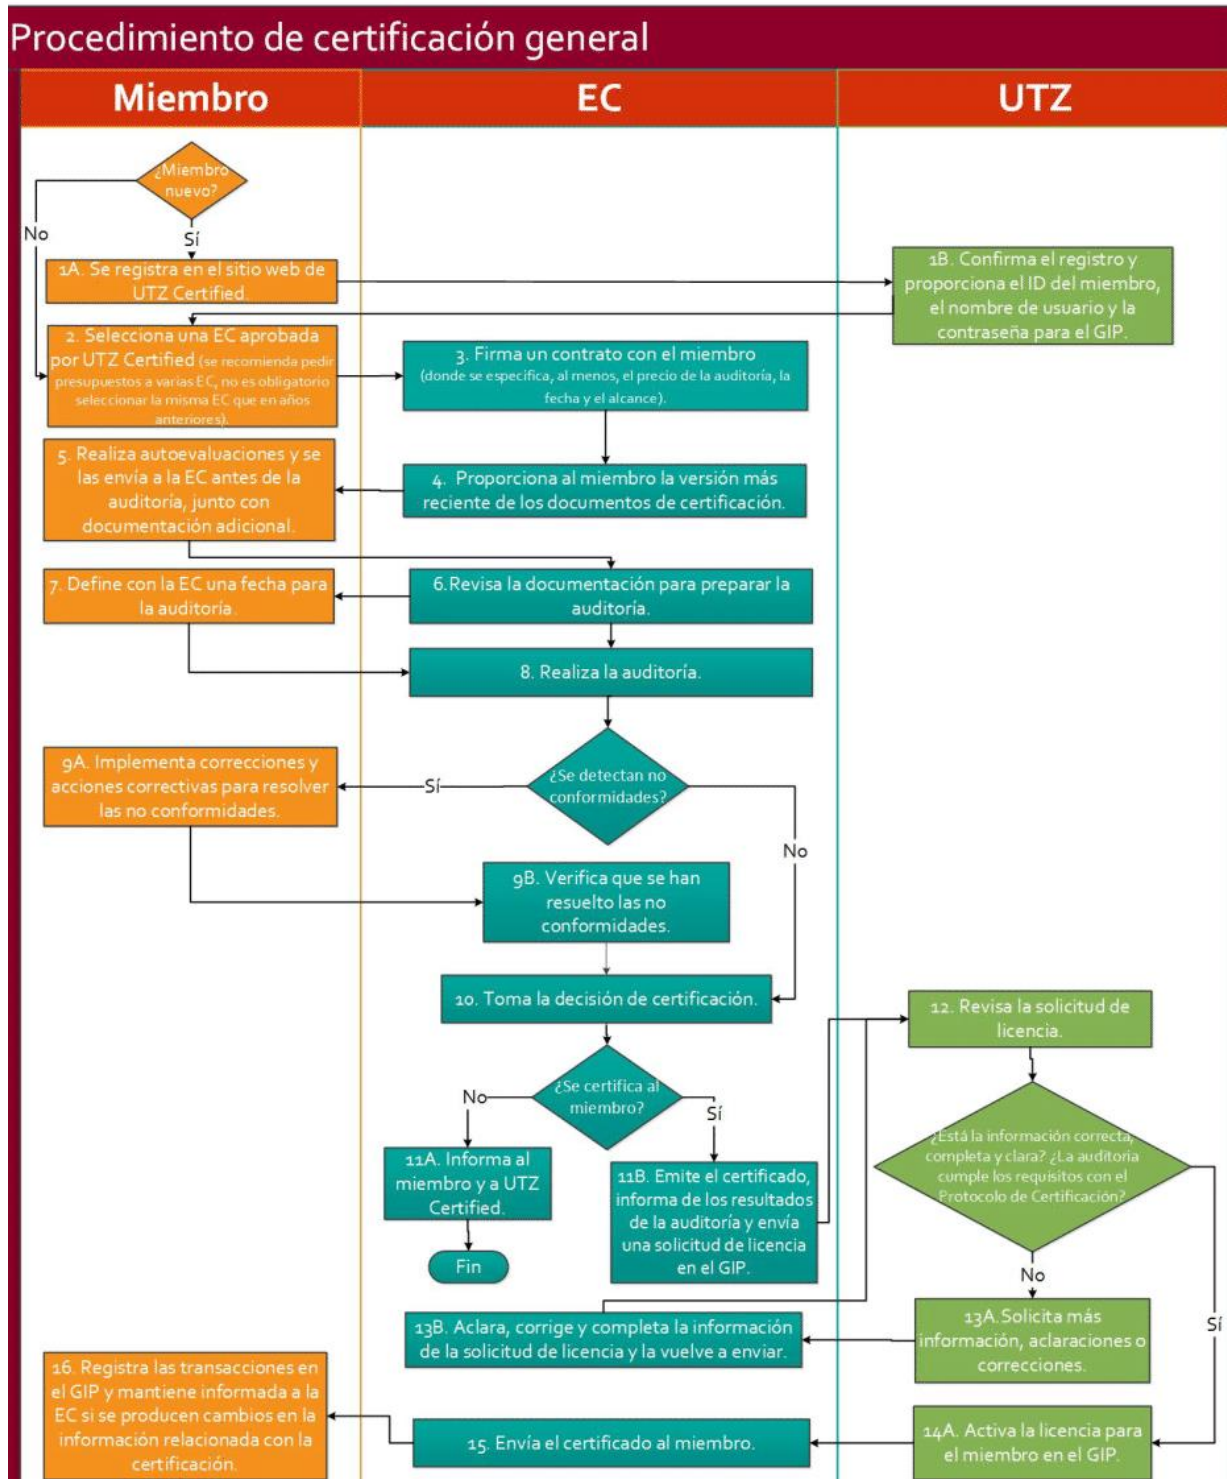 Procedimiento de certificación general
Miembro
EC
UTZ
¿Miembro
nuevo?
No
Sí
1A. Se registra en el sitio web de
UTZ Certified.
1B. Confirma el registro y
proporciona el ID del miembro,
el nombre de usuario y la
contraseña para el GIP.
2. Selecciona una EC aprobada
por UTZ Certified (se recomienda pedir
presupuestos a varias EC, no es obligatorio
seleccionar la misma EC que en años
anteriores).
3. Firma un contrato con el miembro
(donde se especifica, al menos, el precio de la auditoría, la
fecha y el alcance).
4. Proporciona al miembro la versión más
reciente de los documentos de certificación.
5. Realiza autoevaluaciones y se
las envía a la EC antes de la
auditoría, junto con
documentación adicional.
6.Revisa la documentación para preparar la
auditoría.
7. Define con la EC una fecha para
la auditoría.
8. Realiza la auditoría.
¿Se detectan no
conformidades?
Sí
No
9A. Implementa correcciones y
acciones correctivas para resolver
las no conformidades.
9B. Verifica que se han
resuelto las no
conformidades.
10. Toma la decisión de certificación.
¿Se certifica al
miembro?
No
Sí
11A. Informa al
miembro y a UTZ
Certified.
Fin
11B. Emite el certificado,
informa de los resultados
de la auditoría y envía
una solicitud de licencia
en el GIP.
12. Revisa la solicitud de
licencia.
¿Está la información correcta,
completa y clara? ¿La auditoría
cumple los requisitos con el
Protocolo de Certificación?
No
Sí
13A. Solicita más
información, aclaraciones o
correcciones.
13B. Aclara, corrige y completa la información
de la solicitud de licencia y la vuelve a enviar.
14A. Activa la licencia para
el miembro en el GIP.
15. Envía el certificado al miembro.
16. Registra las transacciones en
el GIP y mantiene informada a la
EC si se producen cambios en la
información relacionada con la
certificación.